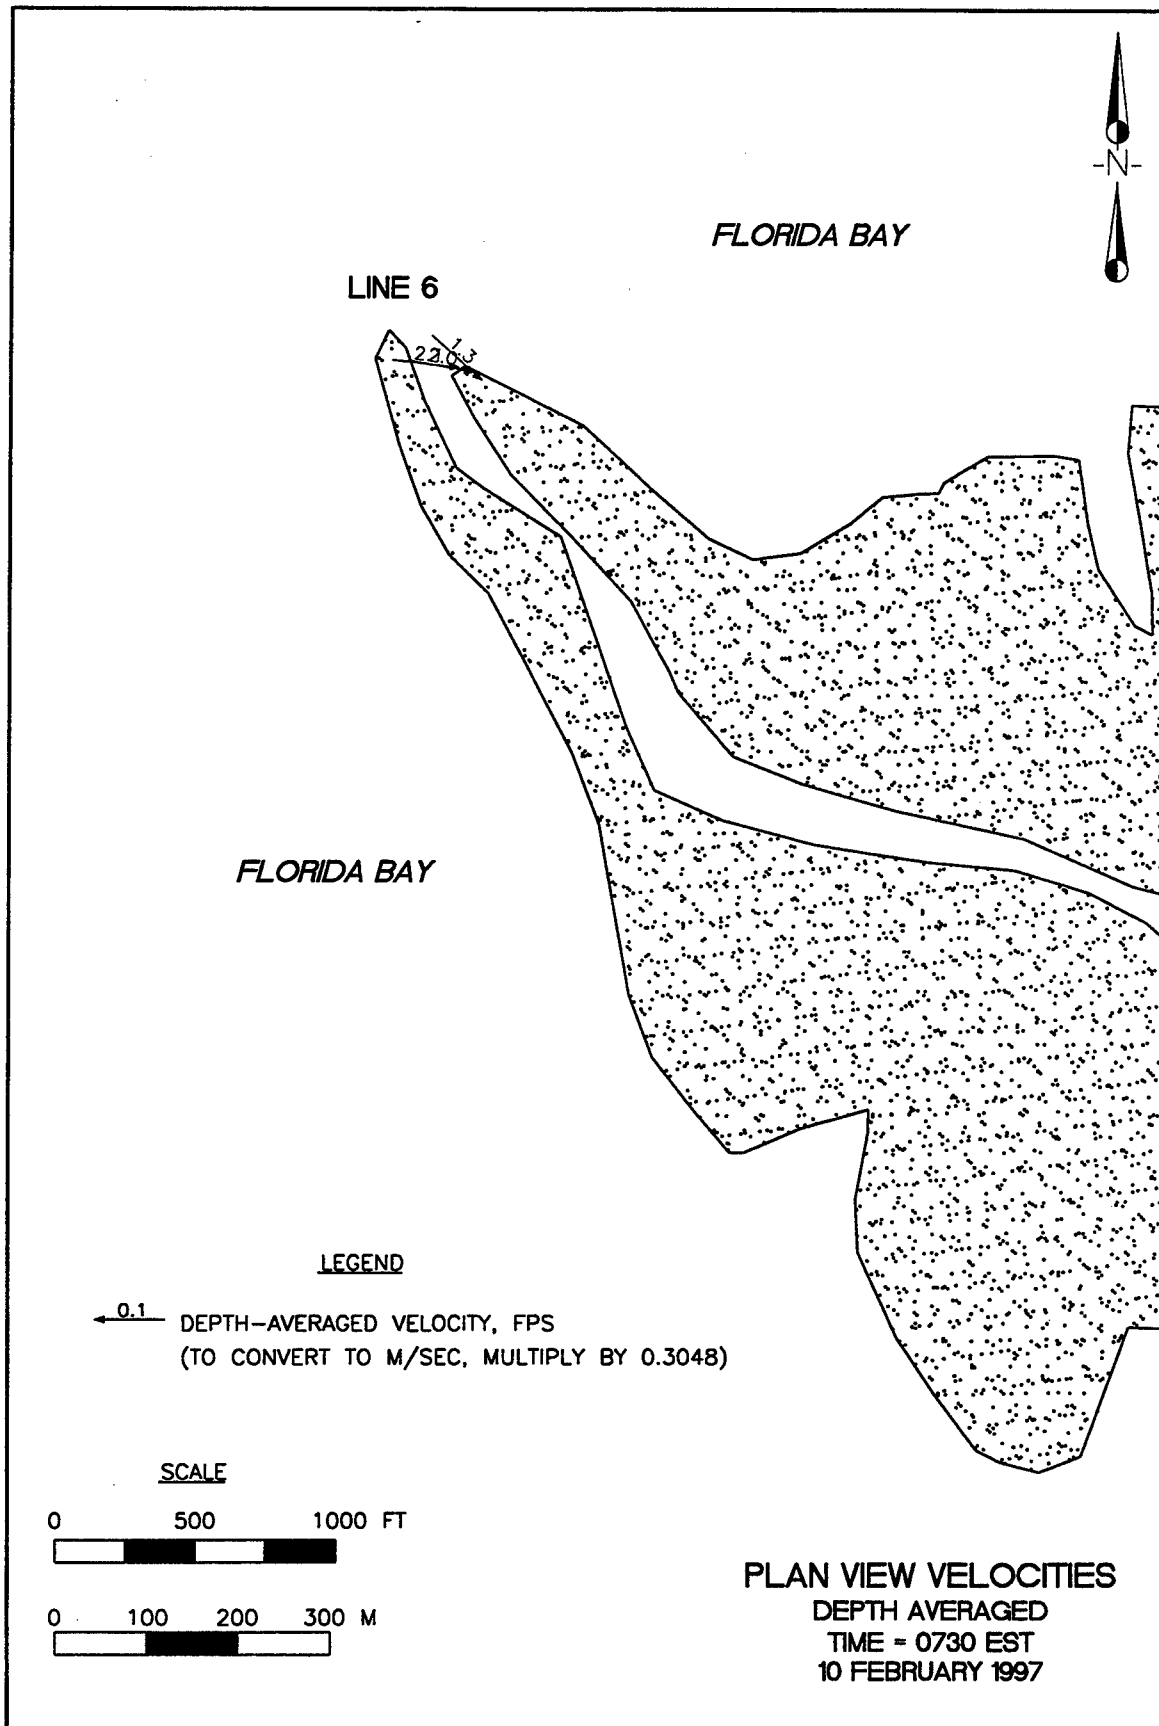 -N-
FLORIDA BAY
LINE 6
1.3
FLORIDA BAY
LEGEND
0.1
DEPTH-AVERAGED VELOCITY, FPS
(TO CONVERT TO M/SEC, MULTIPLY BY 0.3048)
SCALE
0 500 1000 FT
0 100 200 300 M
PLAN VIEW VELOCITIES
DEPTH AVERAGED
TIME = 0730 EST
10 FEBRUARY 1997